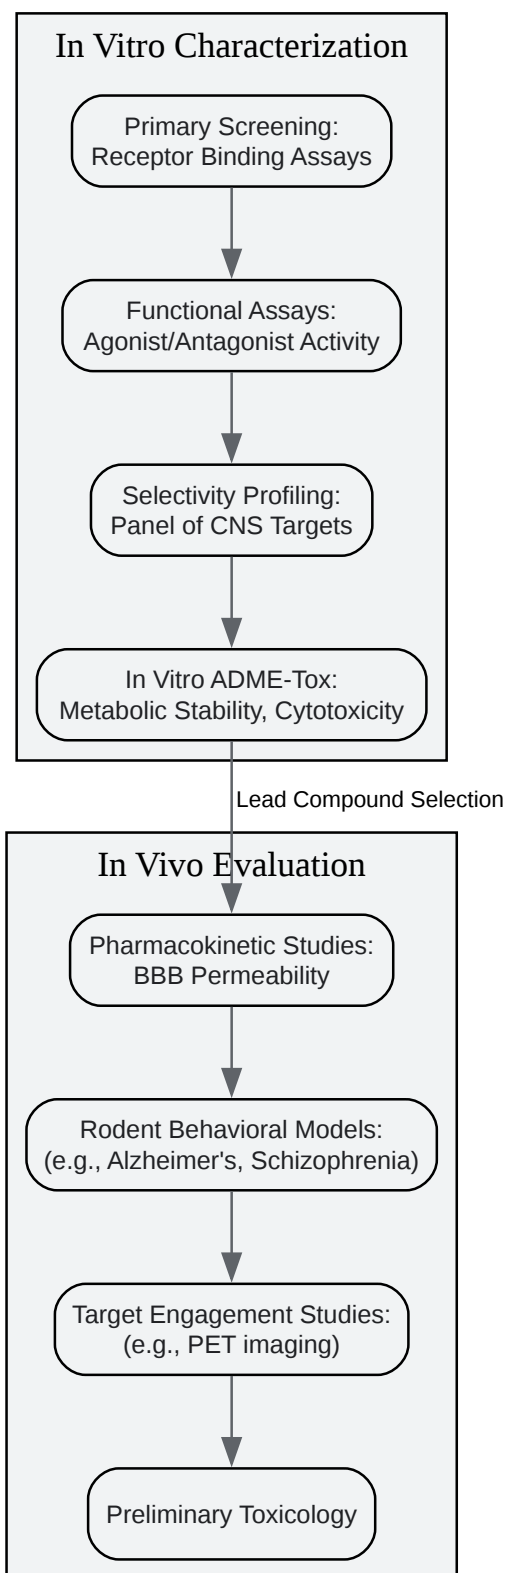 In Vitro Characterization
Primary Screening:
Receptor Binding Assays
Functional Assays:
Agonist/Antagonist Activity
Selectivity Profiling:
Panel of CNS Targets
In Vitro ADME-Tox:
Metabolic Stability, Cytotoxicity
Lead Compound Selection
In Vivo Evaluation
Pharmacokinetic Studies:
BBB Permeability
Rodent Behavioral Models:
(e.g., Alzheimer's, Schizophrenia)
Target Engagement Studies:
(e.g., PET imaging)
Preliminary Toxicology